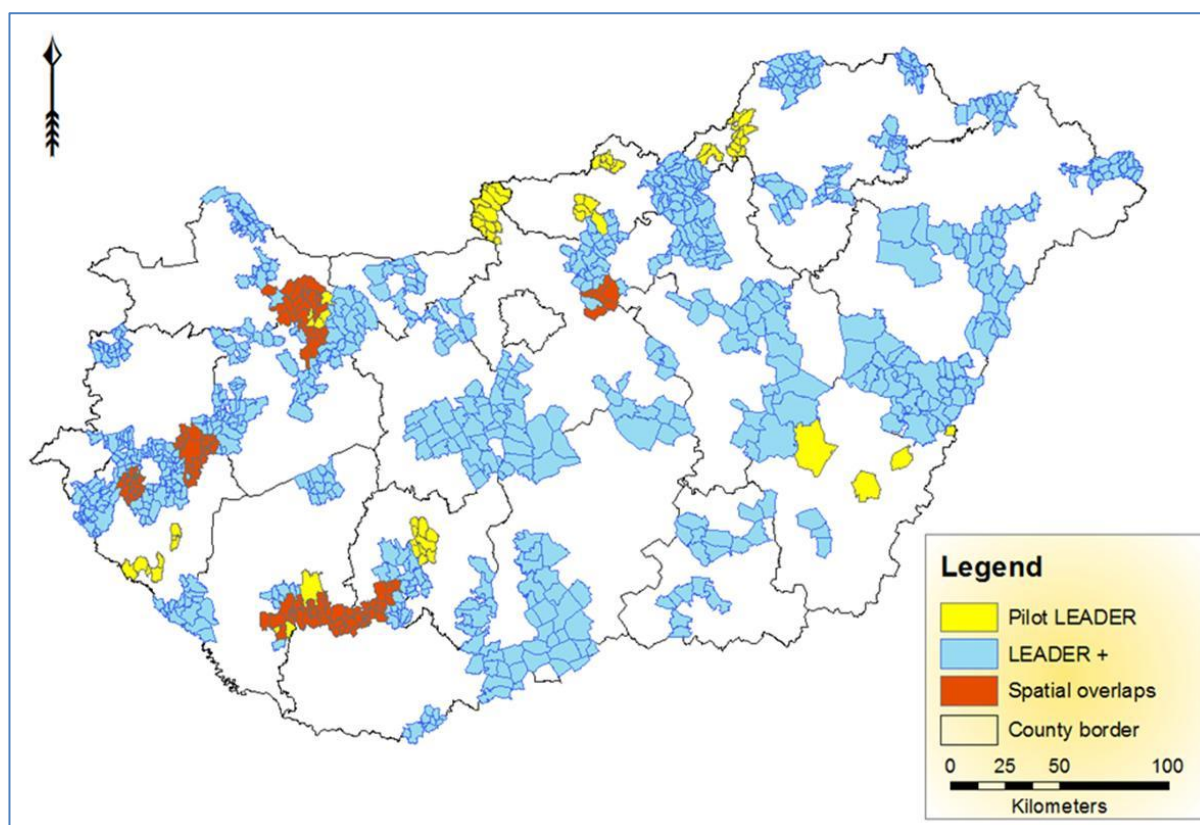 Legend
Pilot LEADER
LEADER +
Spatial overlaps
County border
0 25 50 100
Kilometers